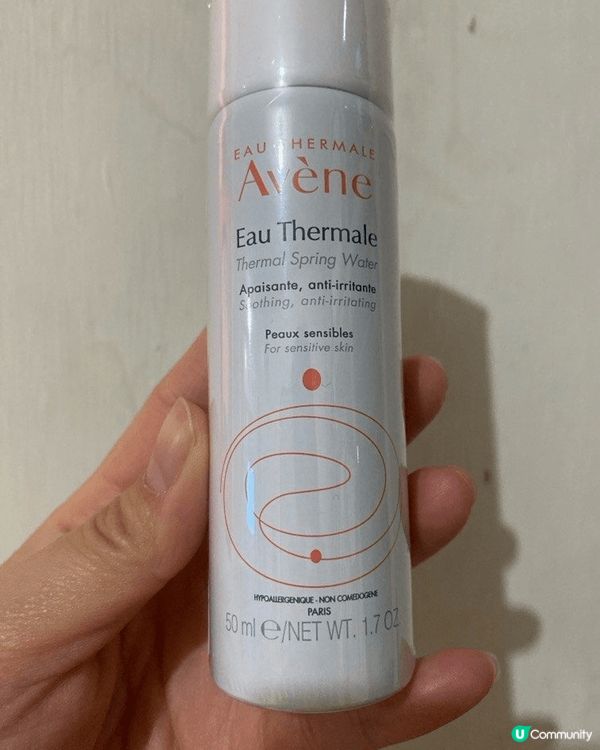 EAU THERMALE
Avène
Eau Thermale
Thermal Spring Water
Apaisante, anti-irritante
Soothing, anti-irritating
Peaux sensibles
For sensitive skin
HYPOALLERGENIQUE - NON COMEDOGENE
PARIS
50 ml e/NET WT. 1.7 OZ
U Community